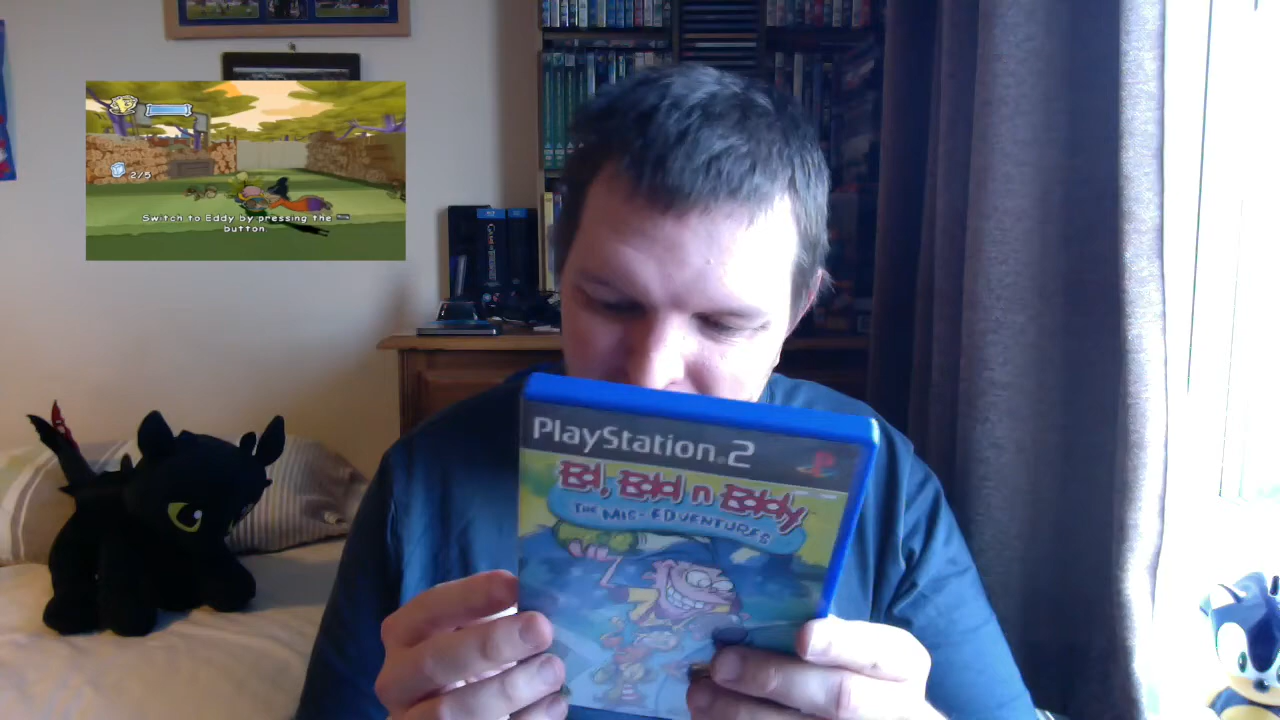 2/5
Switch to Eddy by pressing the
button.
PlayStation 2
Ed, Edd n Eddy
THE MIS-EDVENTURES